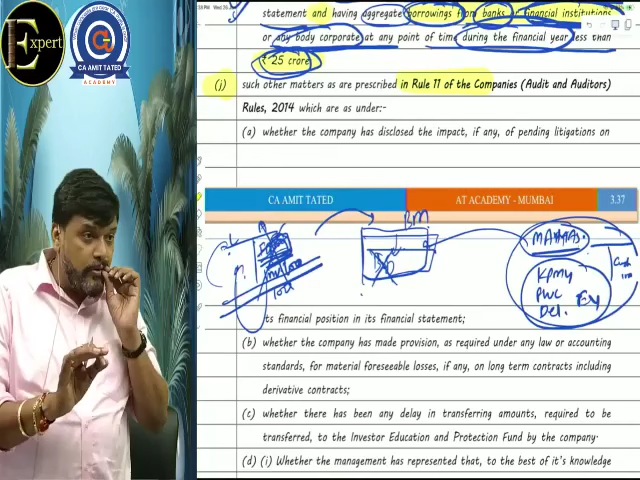 Expert
CA AMIT TATED
ACADEMY
statement and having aggregate borrowings from banks or financial institutions
or any body corporate at any point of time during the financial year less than
₹ 25 crore
(j) such other matters as are prescribed in Rule 11 of the Companies (Audit and Auditors)
Rules, 2014 which are as under:-
(a) whether the company has disclosed the impact, if any, of pending litigations on
CA AMIT TATED AT ACADEMY - MUMBAI 3.37
BM
KPMG
PWC
Del. EY
its financial position in its financial statement;
(b) whether the company has made provision, as required under any law or accounting
standards, for material foreseeable losses, if any, on long term contracts including
derivative contracts;
(c) whether there has been any delay in transferring amounts, required to be
transferred, to the Investor Education and Protection Fund by the company.
(d) (i) Whether the management has represented that, to the best of it's knowledge